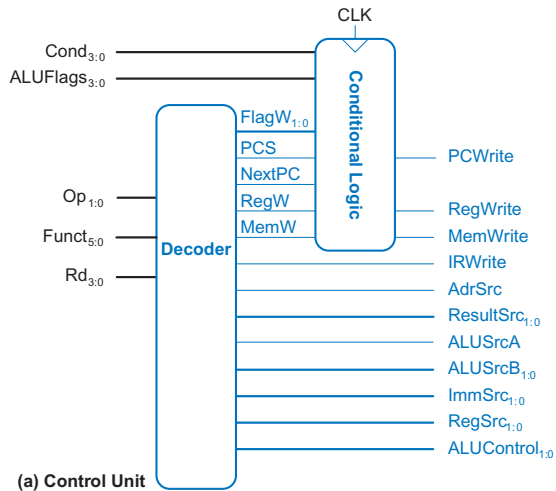 CLK
Cond3:0
ALUFlags3:0
Conditional Logic
FlagW1:0
PCS
PCWrite
NextPC
Op1:0
RegW
RegWrite
Funct5:0
MemW
MemWrite
Decoder
Rd3:0
IRWrite
AdrSrc
ResultSrc1:0
ALUSrcA
ALUSrcB1:0
ImmSrc1:0
RegSrc1:0
ALUControl1:0
(a) Control Unit